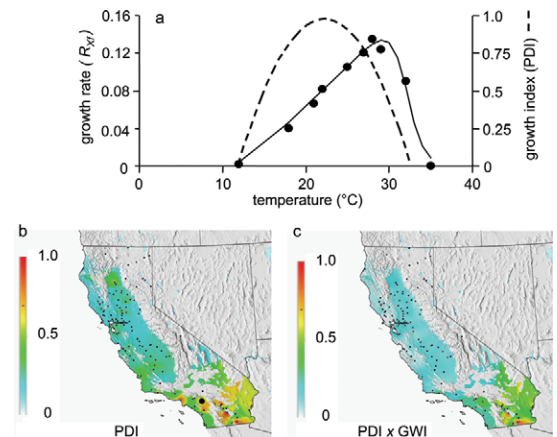 a
growth rate (Rxf)
0.16
0.12
0.08
0.04
0
0 10 20 30 40
temperature (°C)
1.0
0.75
0.5
0.25
0
growth index (PDI)
b
1.0
0.5
0
PDI
c
1.0
0.5
0
PDI x GWI